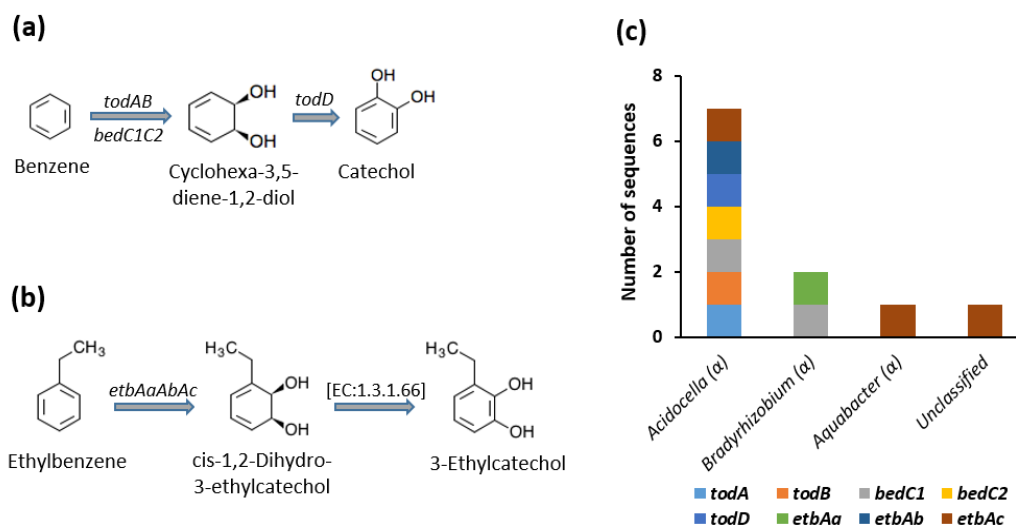 (a)
Benzene
todAB
bedC1C2
OH
OH
Cyclohexa-3,5-
diene-1,2-diol
todD
OH
OH
Catechol
(b)
CH₃
Ethylbenzene
etbAaAbAc
H₃C
OH
OH
cis-1,2-Dihydro-
3-ethylcatechol
[EC:1.3.1.66]
H₃C
OH
OH
3-Ethylcatechol
(c)
Number of sequences
8
6
4
2
0
Acidocella (α)
Bradyrhizobium (α)
Aquabacter (α)
Unclassified
todA todB bedC1 bedC2
todD etbAa etbAb etbAc